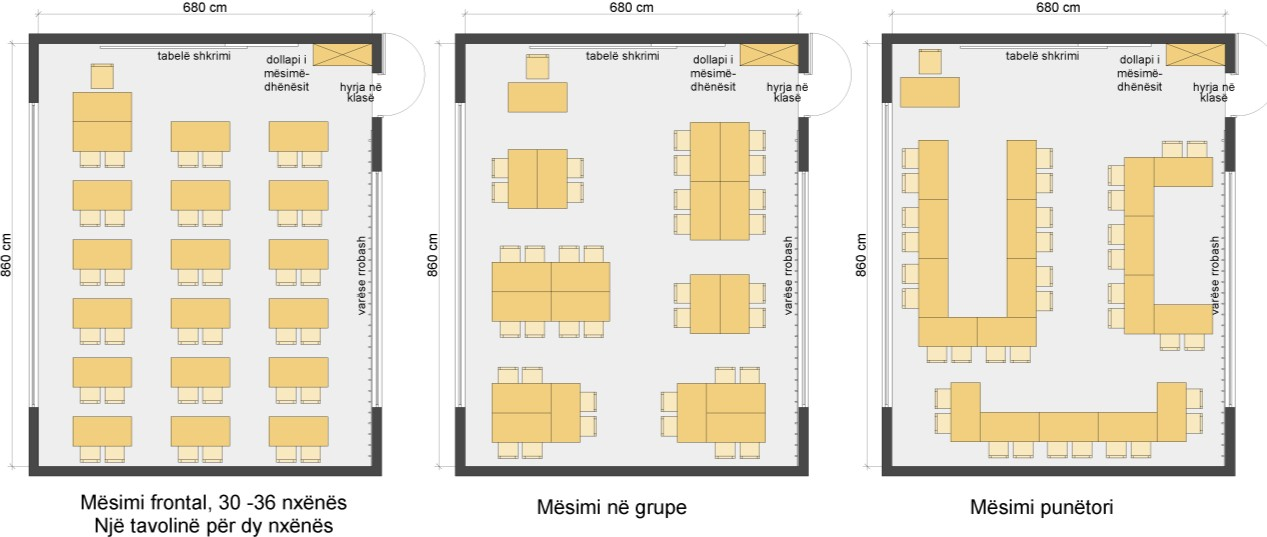 680 cm
680 cm
680 cm
tabelë shkrimi
dollapi i
mësimë-
dhënësit
hyrja në
klasë
860 cm
varëse rrobash
tabelë shkrimi
dollapi i
mësimë-
dhënësit
hyrja në
klasë
860 cm
varëse rrobash
tabelë shkrimi
dollapi i
mësimë-
dhënësit
hyrja në
klasë
860 cm
varëse rrobash
Mësimi frontal, 30 -36 nxënës
Një tavolinë për dy nxënës
Mësimi në grupe
Mësimi punëtori